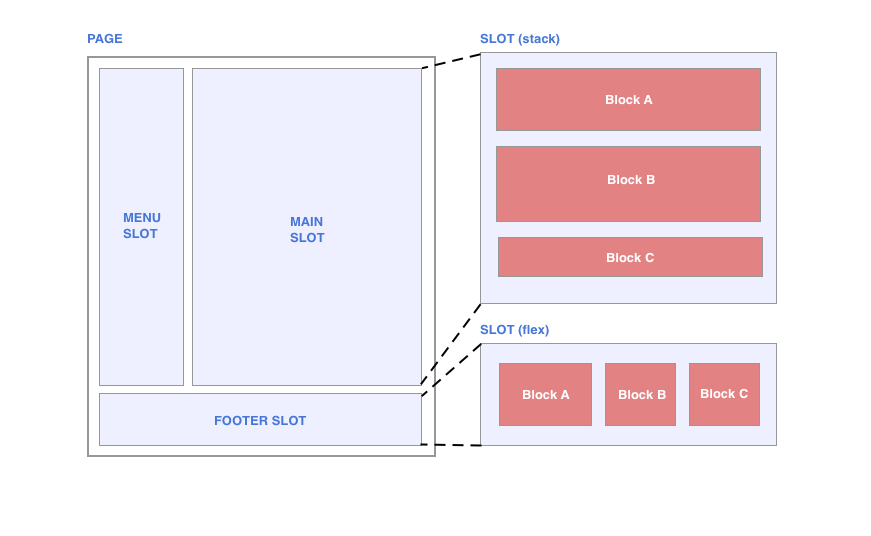 PAGE
MENU
SLOT
MAIN
SLOT
FOOTER SLOT
SLOT (stack)
Block A
Block B
Block C
SLOT (flex)
Block A
Block B
Block C